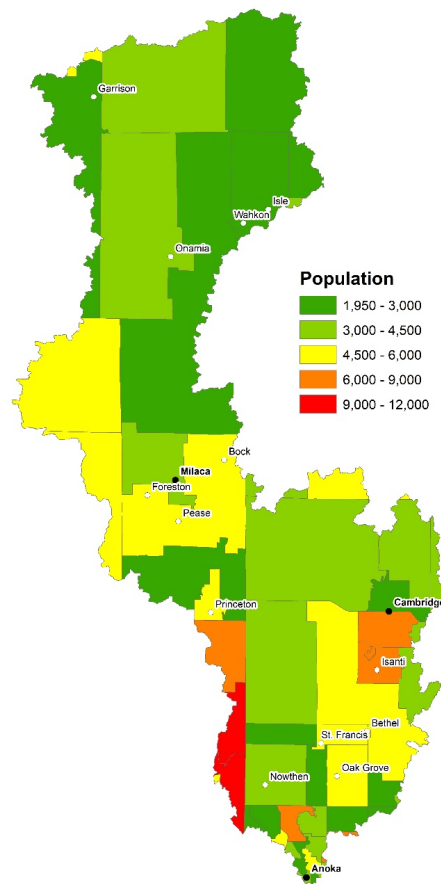 Garrison
Isle
Wahkon
Onamia
Population
1,950 - 3,000
3,000 - 4,500
4,500 - 6,000
6,000 - 9,000
9,000 - 12,000
Bock
Milaca
Foreston
Pease
Princeton
Cambridge
Isanti
Bethel
St. Francis
Oak Grove
Nowthen
Anoka